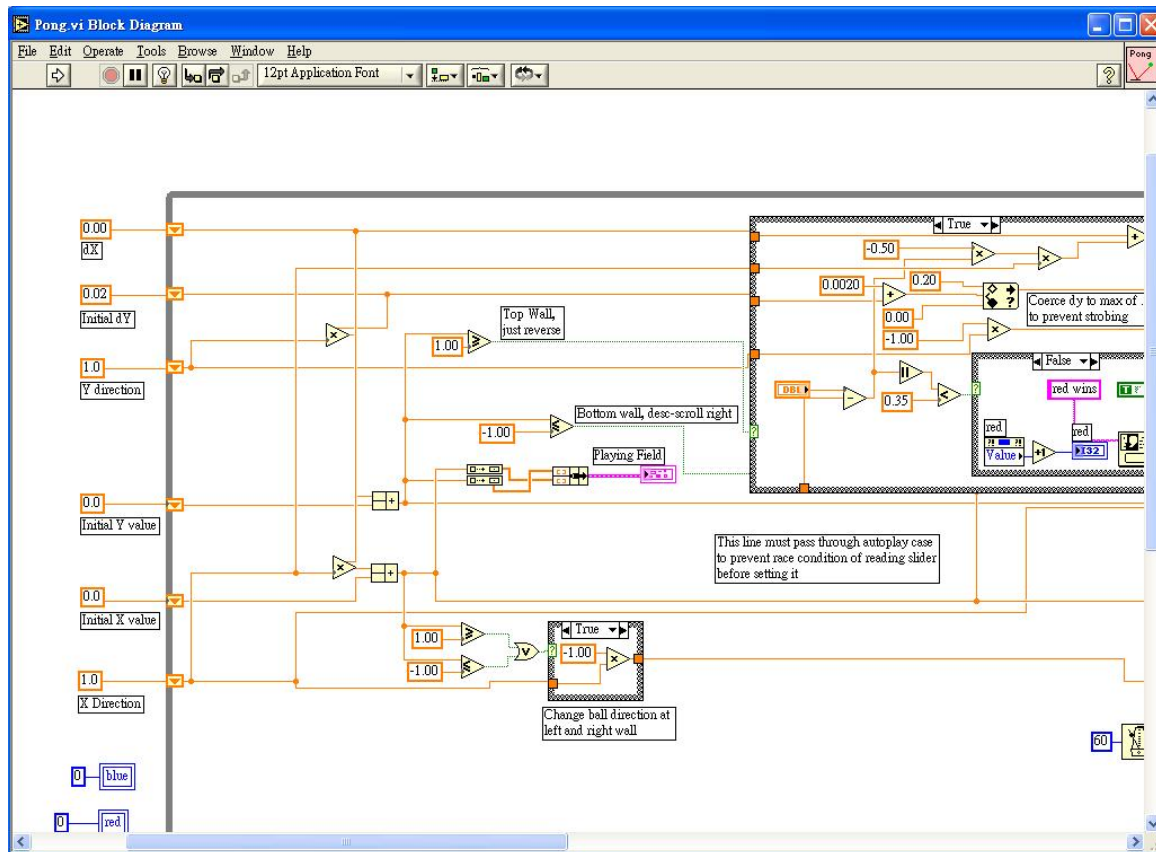 Pong.vi Block Diagram
File Edit Operate Tools Browse Window Help
12pt Application Font
Pong
0.00
dX
0.02
Initial dY
1.0
Y direction
0.0
Initial Y value
0.0
Initial X value
1.0
X Direction
0
blue
0
red
Top Wall,
just reverse
1.00
Bottom wall, desc-scroll right
-1.00
Playing Field
This line must pass through autoplay case
to prevent race condition of reading slider
before setting it
1.00
-1.00
True
-1.00
Change ball direction at
left and right wall
True
-0.50
0.0020
0.20
0.00
Coerce dy to max of .
to prevent strobing
-1.00
DBL
0.35
False
red wins
T
red
Value
+1
red
I32
60